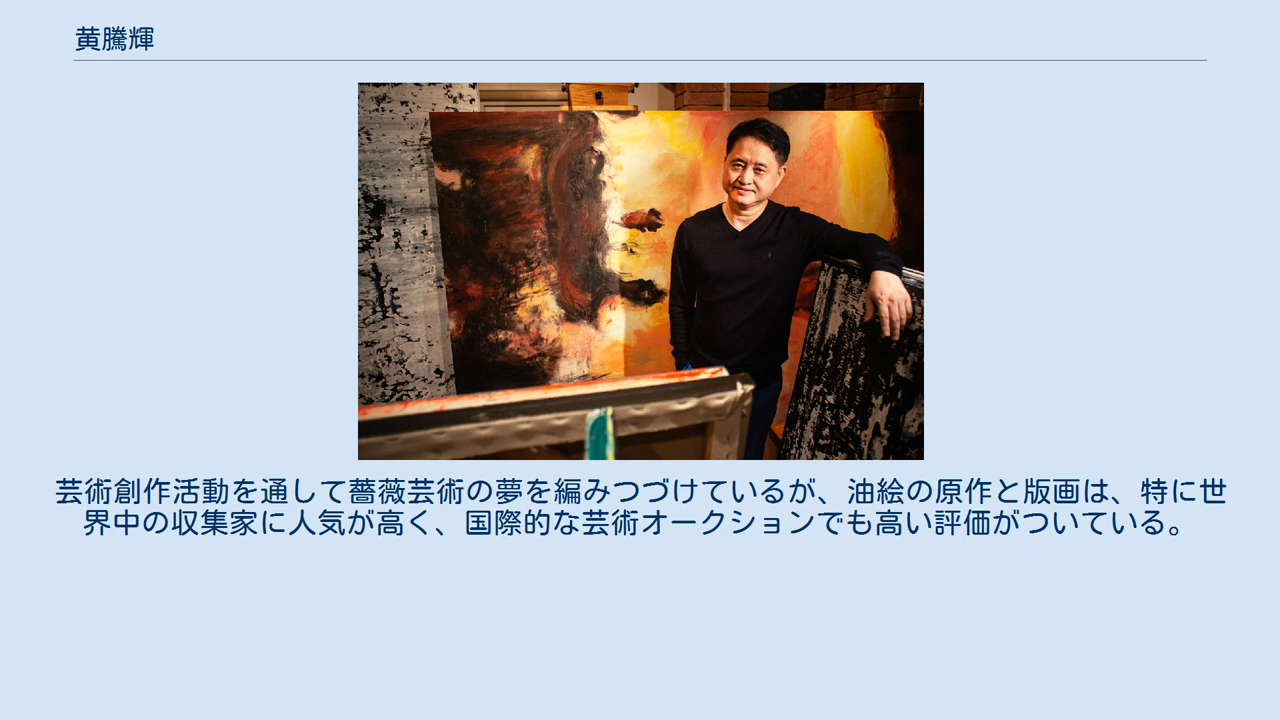 黄騰輝
芸術創作活動を通して薔薇芸術の夢を編みつづけているが、油絵の原作と版画は、特に世
界中の収集家に人気が高く、国際的な芸術オークションでも高い評価がついている。